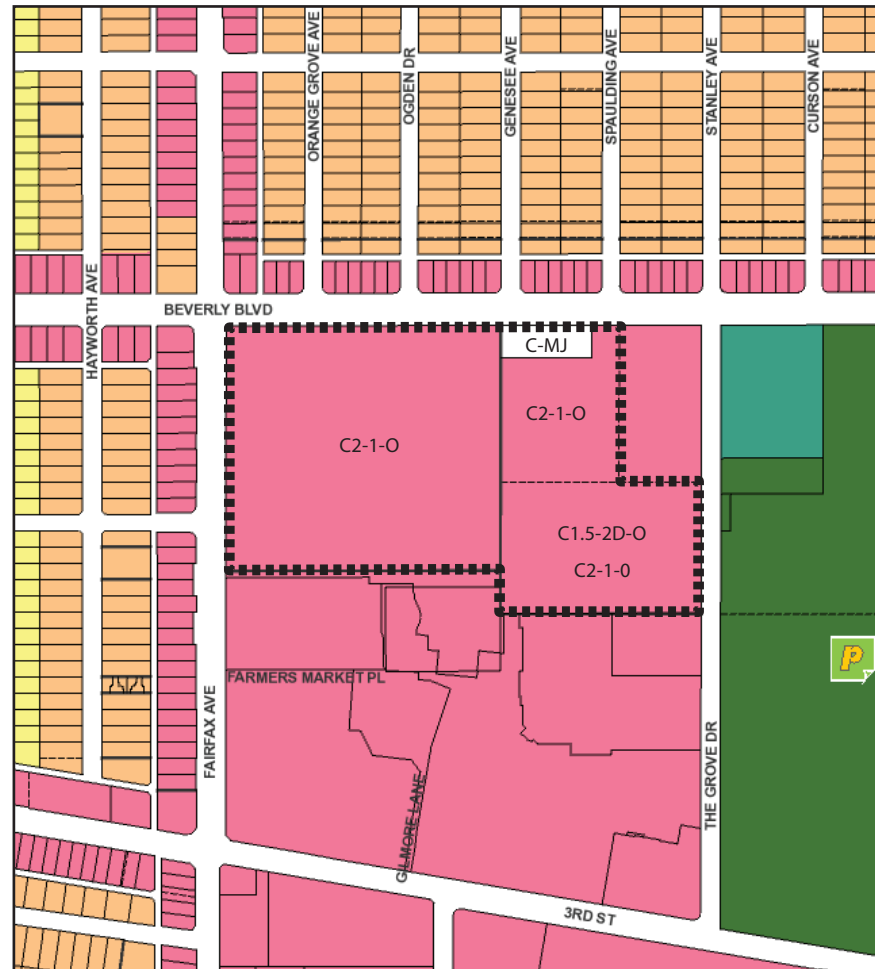 ORANGE GROVE AVE
OGDEN DR
GENESEE AVE
SPAULDING AVE
STANLEY AVE
CURSON AVE
HAYWORTH AVE
BEVERLY BLVD
C-MJ
C2-1-O
C2-1-O
C1.5-2D-O
C2-1-0
P
FARMERS MARKET PL
FAIRFAX AVE
GILMORE LANE
THE GROVE DR
3RD ST